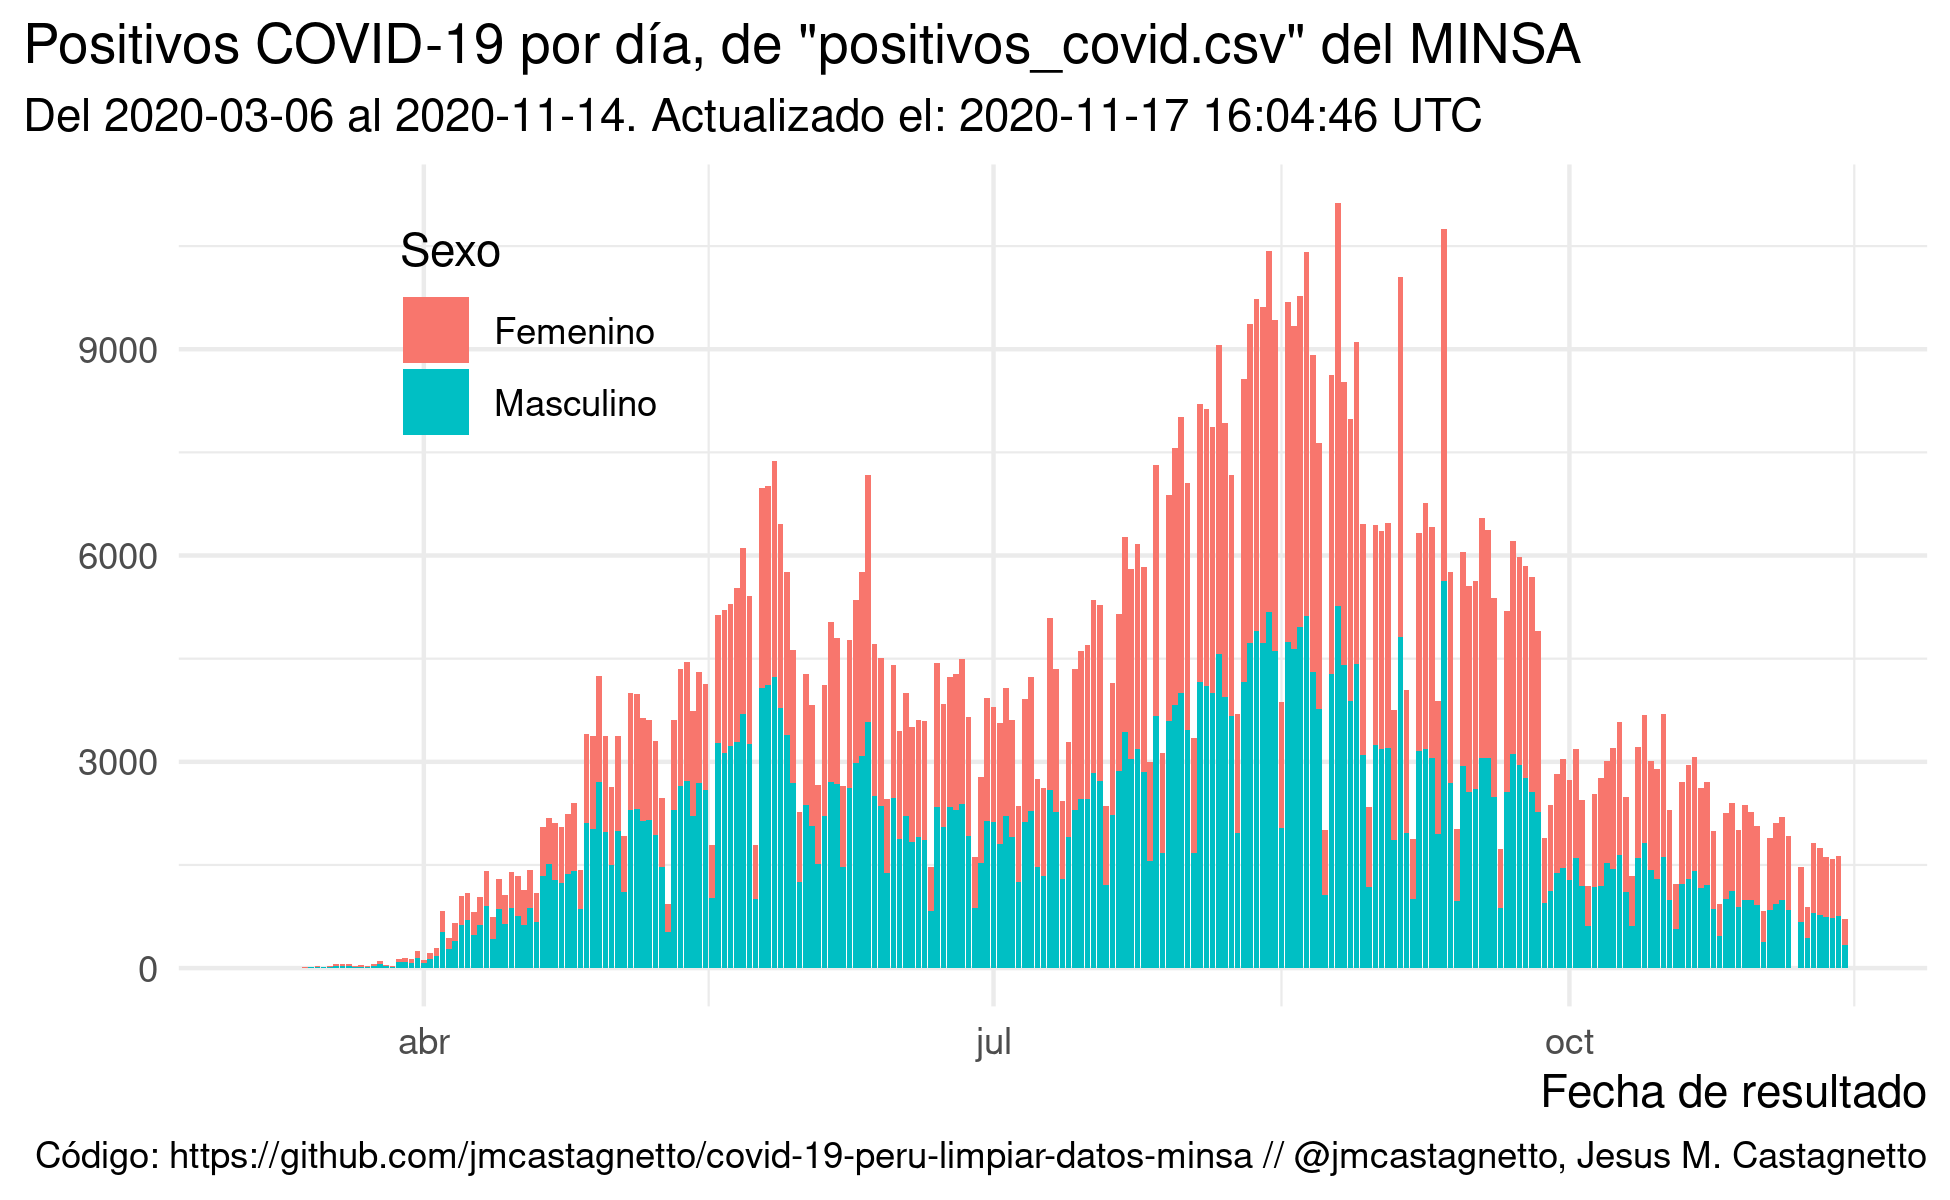 Positivos COVID-19 por día, de "positivos_covid.csv" del MINSA
Del 2020-03-06 al 2020-11-14. Actualizado el: 2020-11-17 16:04:46 UTC
Sexo
Femenino
Masculino
9000
6000
3000
0
abr jul oct
Fecha de resultado
Código: https://github.com/jmcastagnetto/covid-19-peru-limpiar-datos-minsa // @jmcastagnetto, Jesus M. Castagnetto